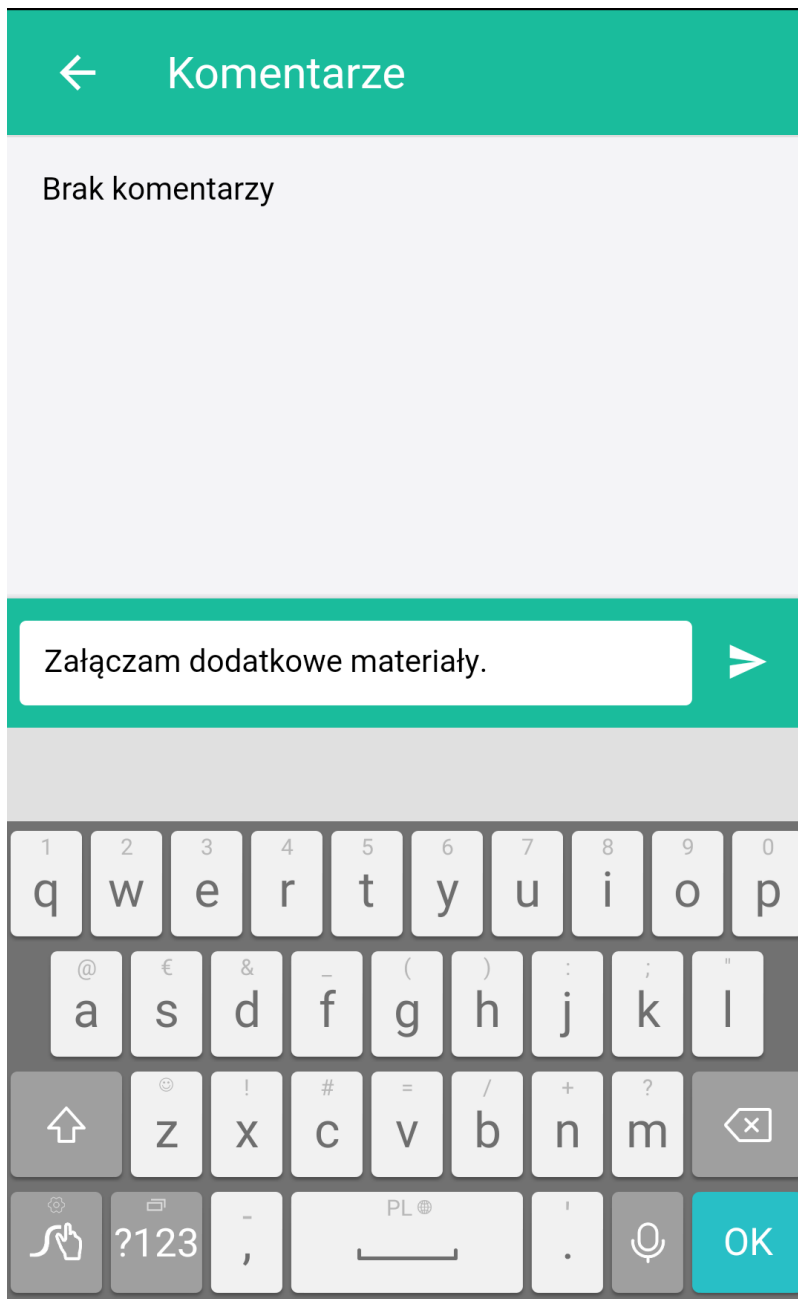 Komentarze
Brak komentarzy
Załączam dodatkowe materiały.
1 2 3 4 5 6 7 8 9 0
q w e r t y u i o p
@ € & _ ( ) : ; "
a s d f g h j k l
! # = / + ?
z x c v b n m
PL
?123 , . OK